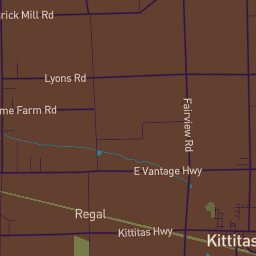 rick Mill Rd
Lyons Rd
me Farm Rd
Fairview Rd
E Vantage Hwy
Regal
Kittitas Hwy
Kittitas